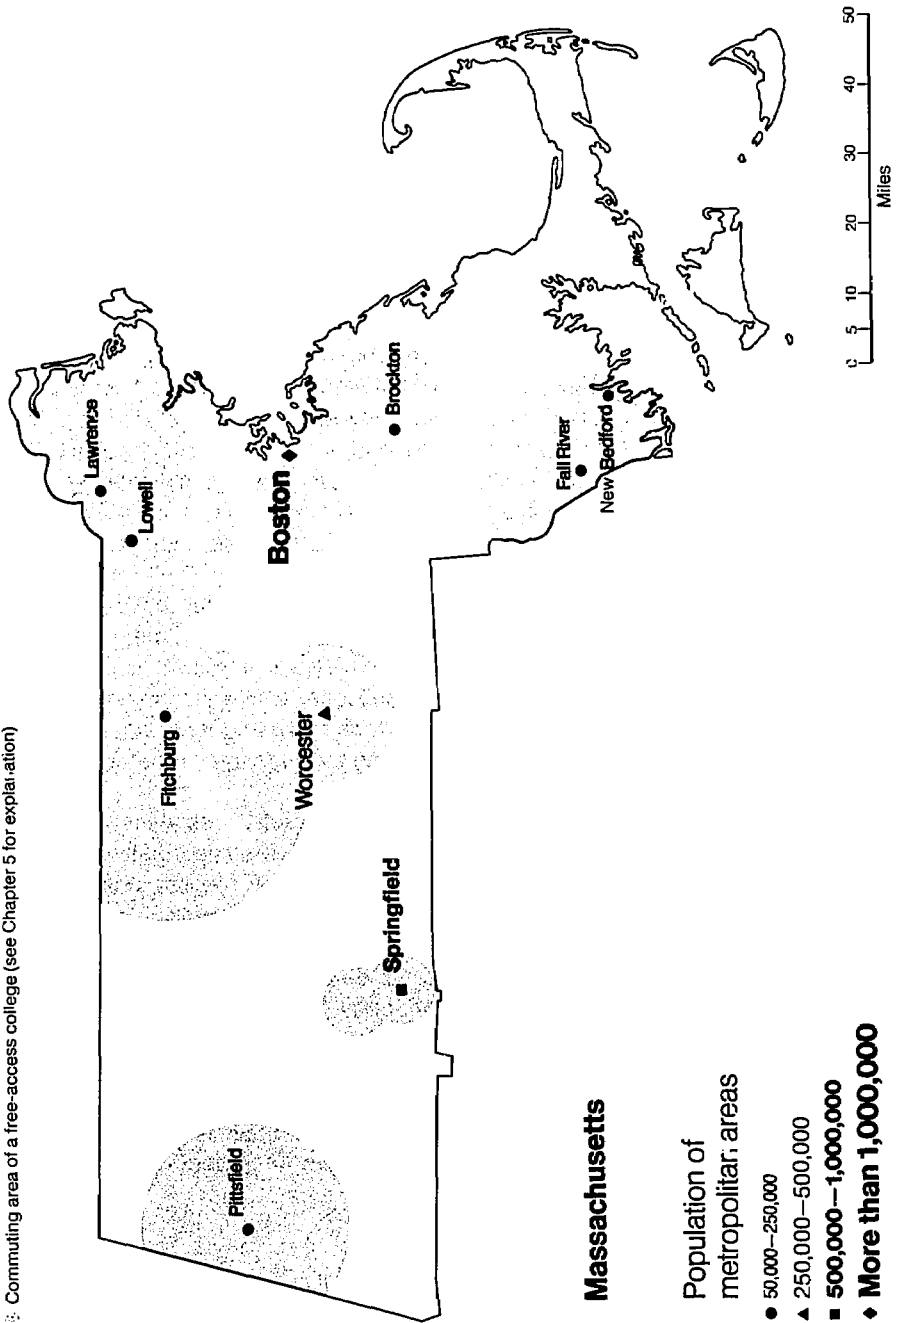 Commuting area of a free-access college (see Chapter 5 for explanation)
Lawrence
Lowell
Boston
Brockton
Fall River
New Bedford
Fitchburg
Worcester
Springfield
Pittsfield
Massachusetts
Population of
metropolitan areas
50,000–250,000
250,000–500,000
500,000–1,000,000
More than 1,000,000
0 5 10 20 30 40 50
Miles